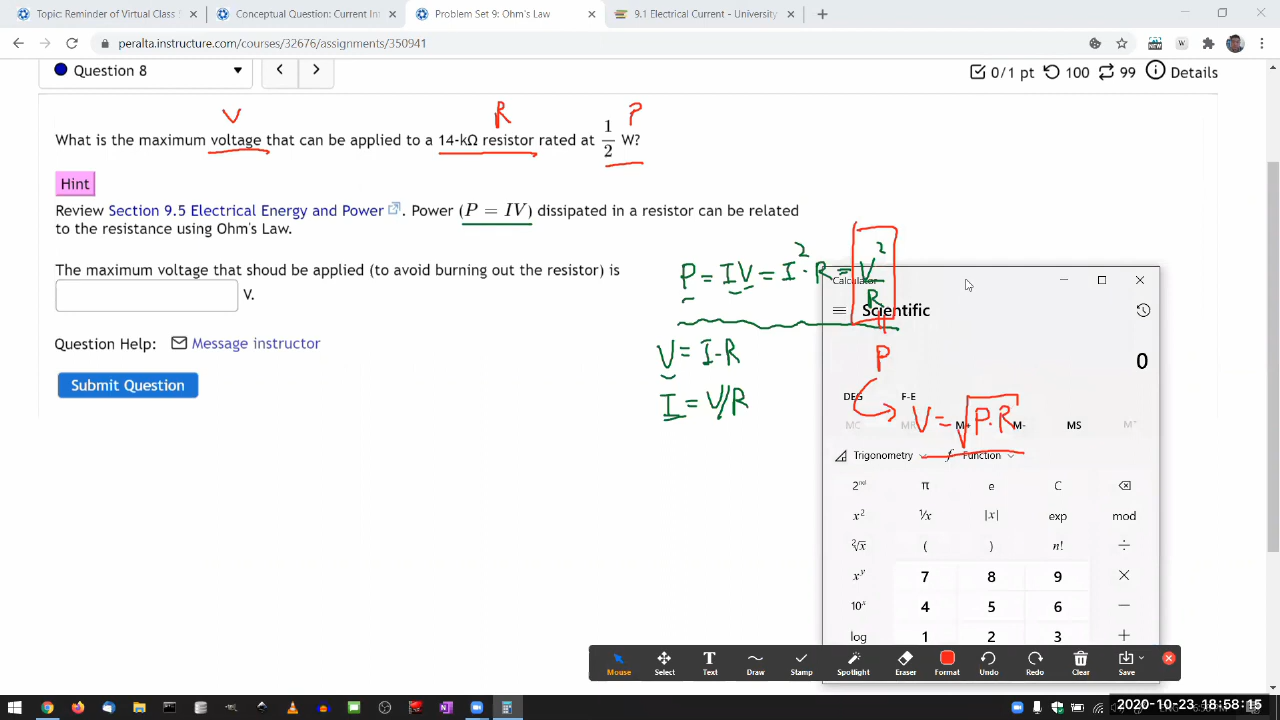 Topic: Reminder of Virtual Class
Conceptual Question: Current In
Problem Set 9: Ohm's Law
9.1 Electrical Current - University
peralta.instructure.com/courses/32676/assignments/350941
Question 8
0/1 pt 100 99 Details
V R P
What is the maximum voltage that can be applied to a 14-kΩ resistor rated at 1/2 W?
Hint
Review Section 9.5 Electrical Energy and Power. Power (P = IV) dissipated in a resistor can be related
to the resistance using Ohm's Law.
P = IV = I²·R = V²/R
The maximum voltage that shoud be applied (to avoid burning out the resistor) is
V.
Question Help: Message instructor
Submit Question
V = I·R
I = V/R
P
V = √P·R
Calculator
Scientific
0
DEG F-E
MC MR M+ M- MS
Trigonometry Function
2nd π e C
x² ¹/x |x| exp mod
²√x ( ) n! ÷
xʸ 7 8 9 ×
10ˣ 4 5 6 −
log 1 2 3 +
Mouse Select Text Draw Stamp Spotlight Eraser Format Undo Redo Clear Save
2020-10-23 18:58:15